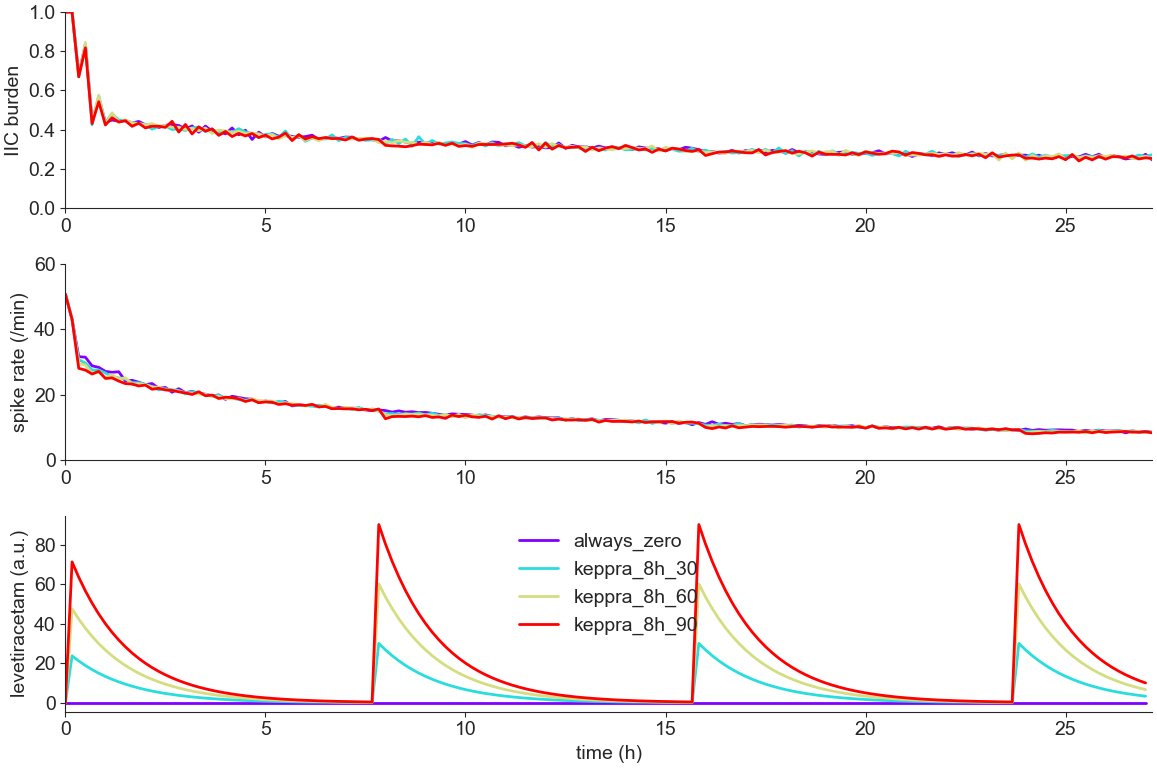 IIC burden
1.0
0.8
0.6
0.4
0.2
0.0
0 5 10 15 20 25
spike rate (/min)
60
40
20
0
0 5 10 15 20 25
levetiracetam (a.u.)
80
60
40
20
0
always_zero
keppra_8h_30
keppra_8h_60
keppra_8h_90
0 5 10 15 20 25
time (h)